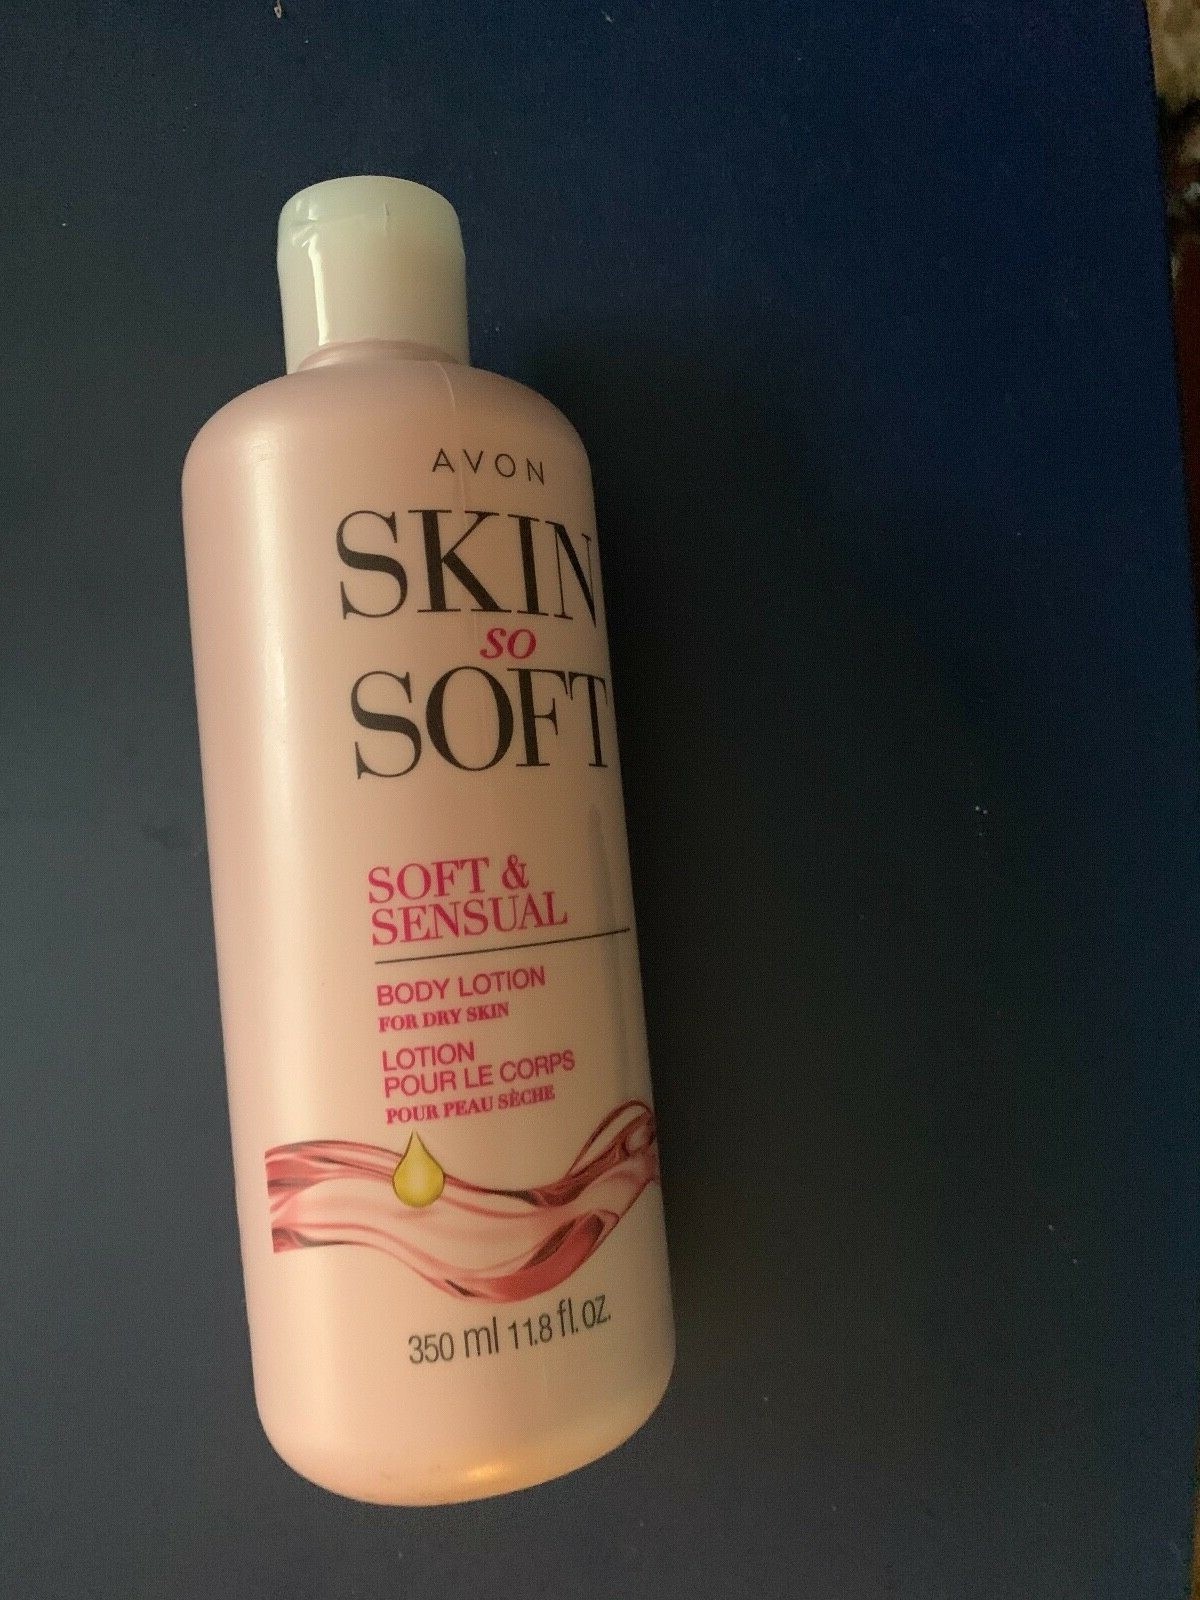 AVON
SKIN
so
SOFT
SOFT &
SENSUAL
BODY LOTION
FOR DRY SKIN
LOTION
POUR LE CORPS
POUR PEAU SÈCHE
350 ml 11.8 fl. oz.